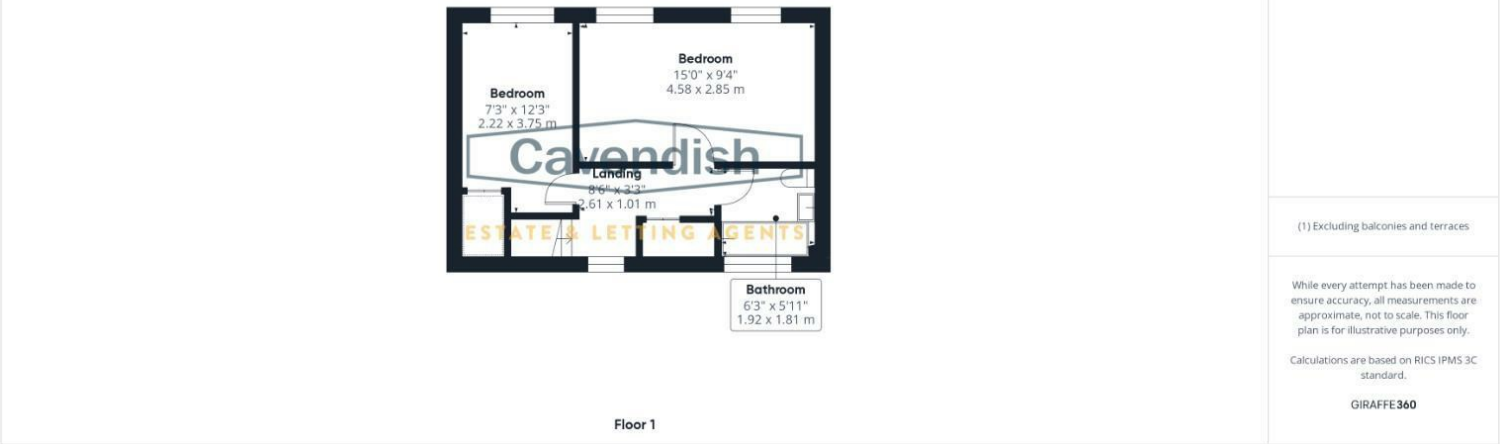 Bedroom
15'0" x 9'4"
4.58 x 2.85 m
Bedroom
7'3" x 12'3"
2.22 x 3.75 m
Cavendish
Landing
8'6" x 3'3"
2.61 x 1.01 m
ESTATE & LETTING AGENTS
Bathroom
6'3" x 5'11"
1.92 x 1.81 m
Floor 1
(1) Excluding balconies and terraces
While every attempt has been made to
ensure accuracy, all measurements are
approximate, not to scale. This floor
plan is for illustrative purposes only.
Calculations are based on RICS IPMS 3C
standard.
GIRAFFE360